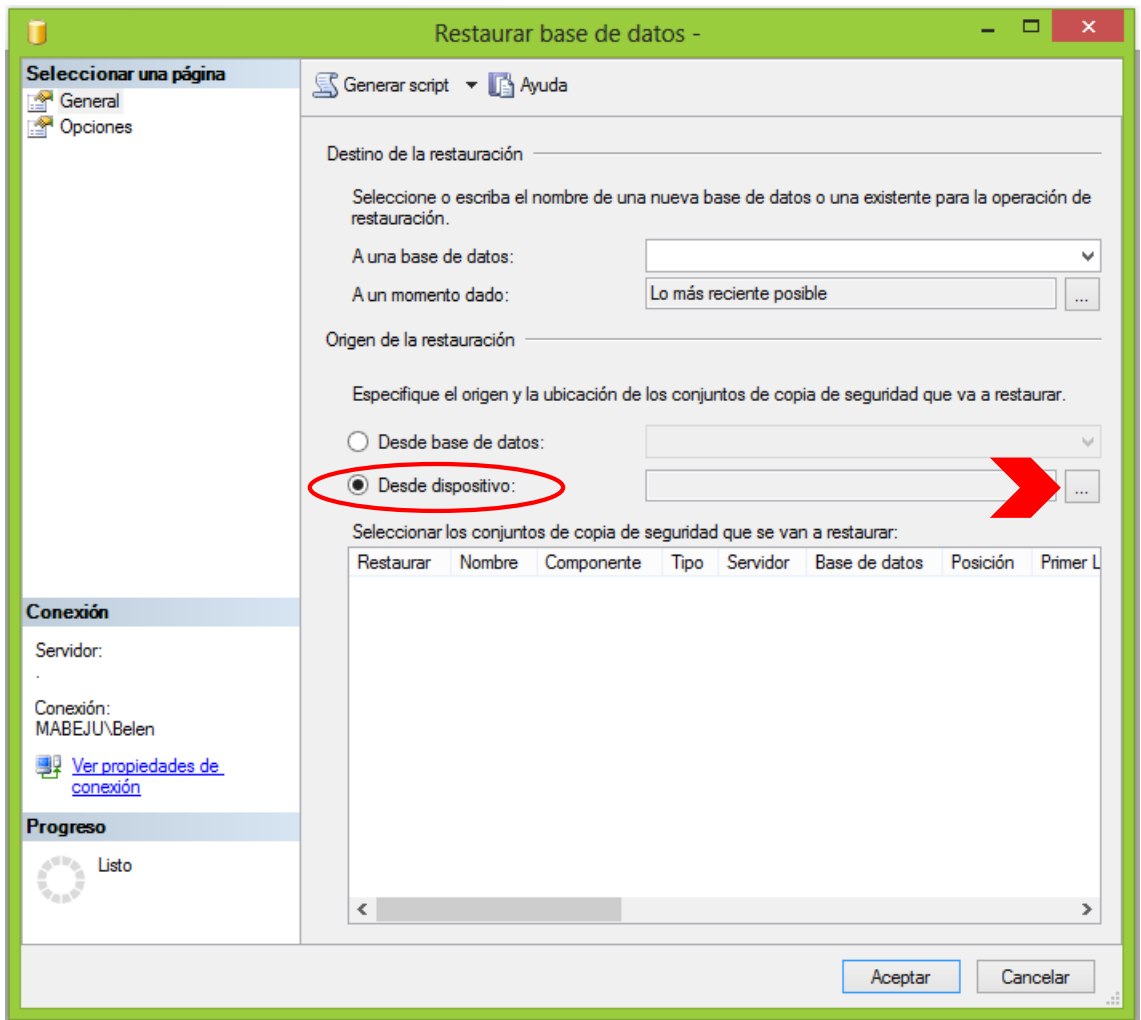 Restaurar base de datos -
Seleccionar una página
General
Opciones
Generar script
Ayuda
Destino de la restauración
Seleccione o escriba el nombre de una nueva base de datos o una existente para la operación de
restauración.
A una base de datos:
A un momento dado:
Lo más reciente posible
...
Origen de la restauración
Especifique el origen y la ubicación de los conjuntos de copia de seguridad que va a restaurar.
Desde base de datos:
Desde dispositivo:
...
Seleccionar los conjuntos de copia de seguridad que se van a restaurar:
Restaurar Nombre Componente Tipo Servidor Base de datos Posición Primer L
Conexión
Servidor:
.
Conexión:
MABEJU\Belen
Ver propiedades de
conexión
Progreso
Listo
Aceptar
Cancelar